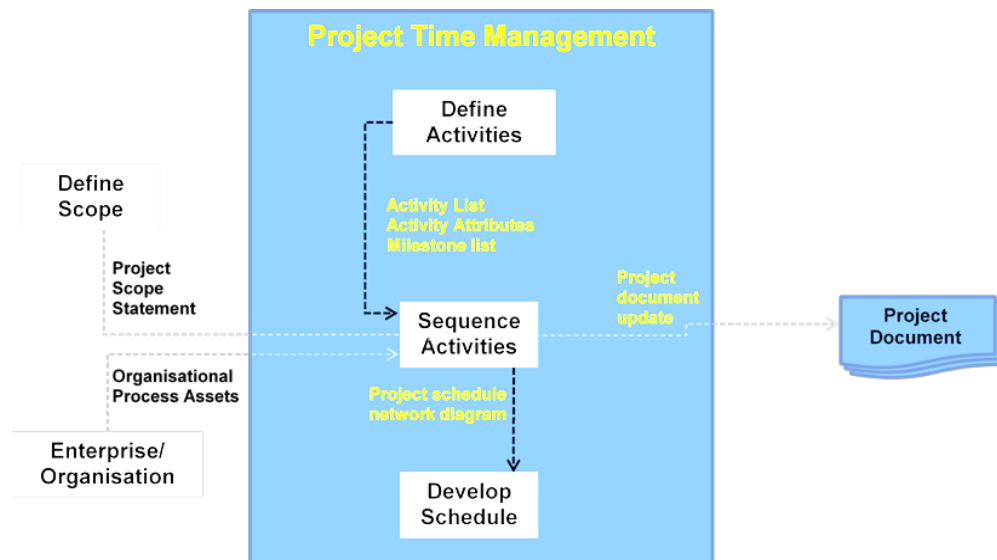 Project Time Management
Define
Activities
Define
Scope
Activity List
Activity Attributes
Milestone list
Project
Scope
Statement
Project
document
update
Project
Document
Sequence
Activities
Organisational
Process Assets
Project schedule
network diagram
Enterprise/
Organisation
Develop
Schedule